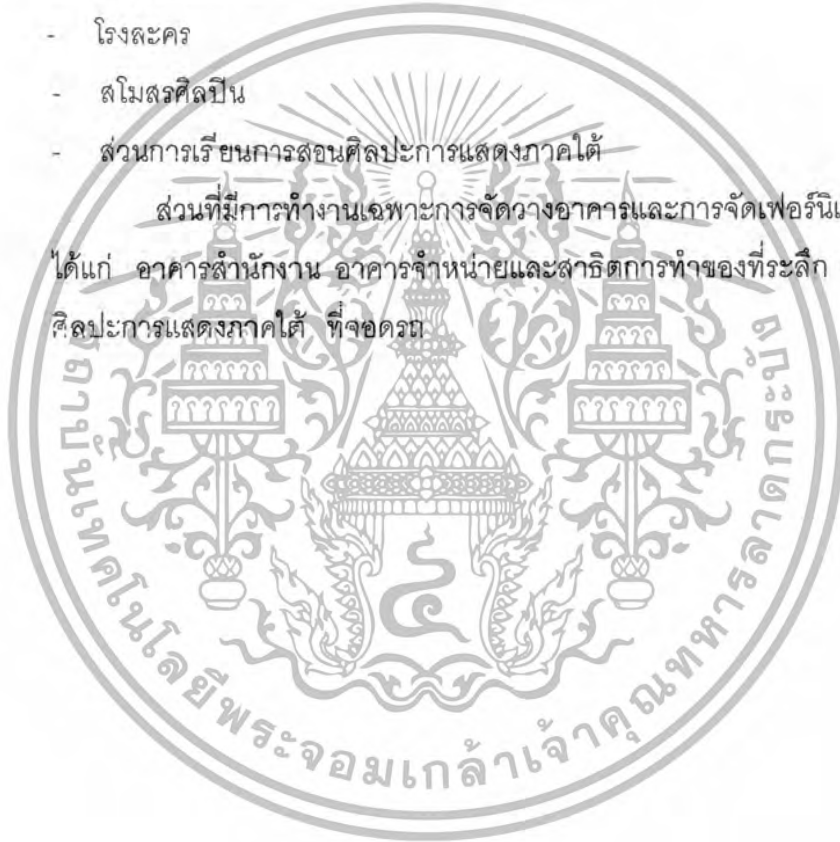 - โรงละคร
- สโมสรศิลปิน
- ส่วนการเรียนการสอนศิลปะการแสดงภาคใต้
ส่วนที่มีการทำงานเฉพาะการจัดวางอาคารและการจัดเฟอร์นิเ
ได้แก่ อาคารสำนักงาน อาคารจำหน่ายและสาธิตการทำของที่ระลึก
ศิลปะการแสดงภาคใต้ ที่จอดรถ
สถาบันเทคโนโลยีพระจอมเกล้าเจ้าคุณทหารลาดกระบัง
๔